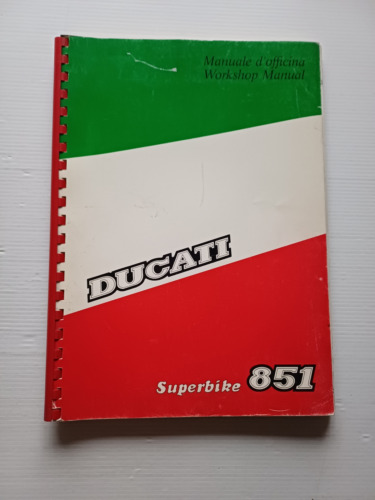 Manuale d'officina
Workshop Manual
DUCATI
Superbike 851